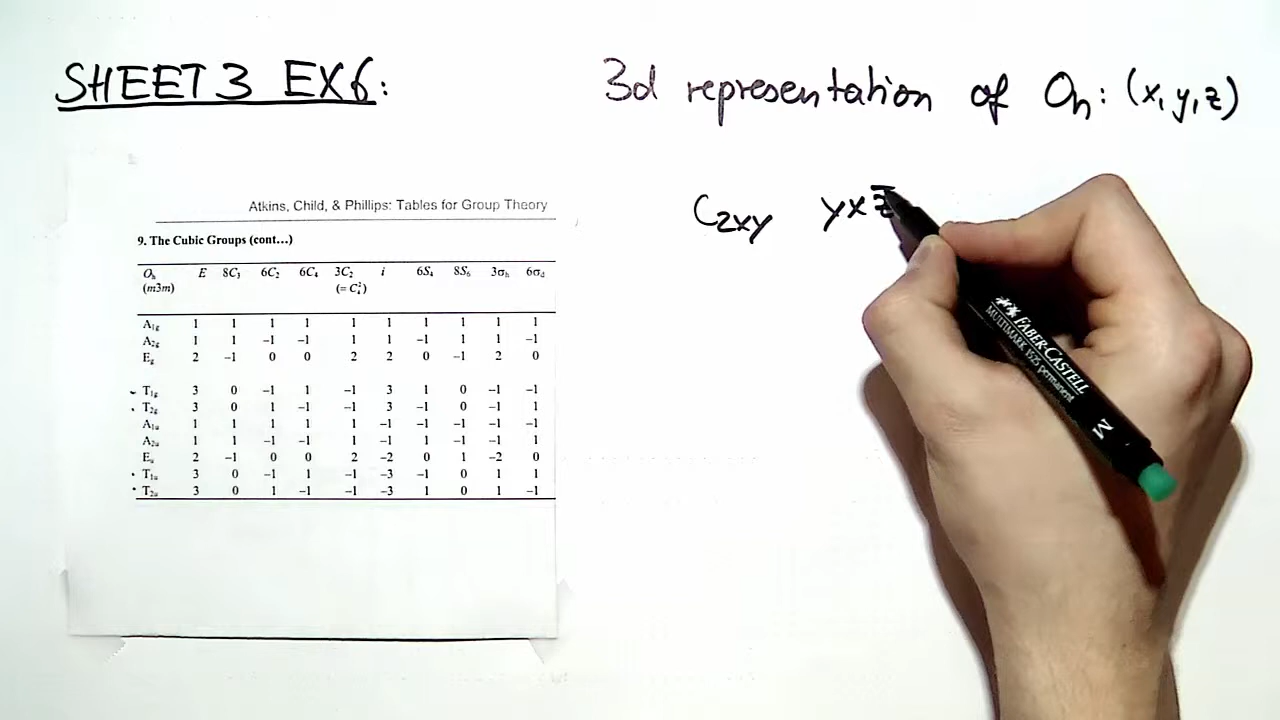 SHEET 3 EX6:
3d representation of Oh: (x, y, z)
C2xy yxz̅
Atkins, Child, & Phillips: Tables for Group Theory
9. The Cubic Groups (cont…)
Oh E 8C3 6C2 6C4 3C2 i 6S4 8S6 3σh 6σd
(m3m) (= C4²)
A1g 1 1 1 1 1 1 1 1 1 1
A2g 1 1 –1 –1 1 1 –1 1 1 –1
Eg 2 –1 0 0 2 2 0 –1 2 0
T1g 3 0 –1 1 –1 3 1 0 –1 –1
T2g 3 0 1 –1 –1 3 –1 0 –1 1
A1u 1 1 1 1 1 –1 –1 –1 –1 –1
A2u 1 1 –1 –1 1 –1 1 –1 –1 1
Eu 2 –1 0 0 2 –2 0 1 –2 0
T1u 3 0 –1 1 –1 –3 –1 0 1 1
T2u 3 0 1 –1 –1 –3 1 0 1 –1
FABER-CASTELL
MULTIMARK 1525 permanent
M